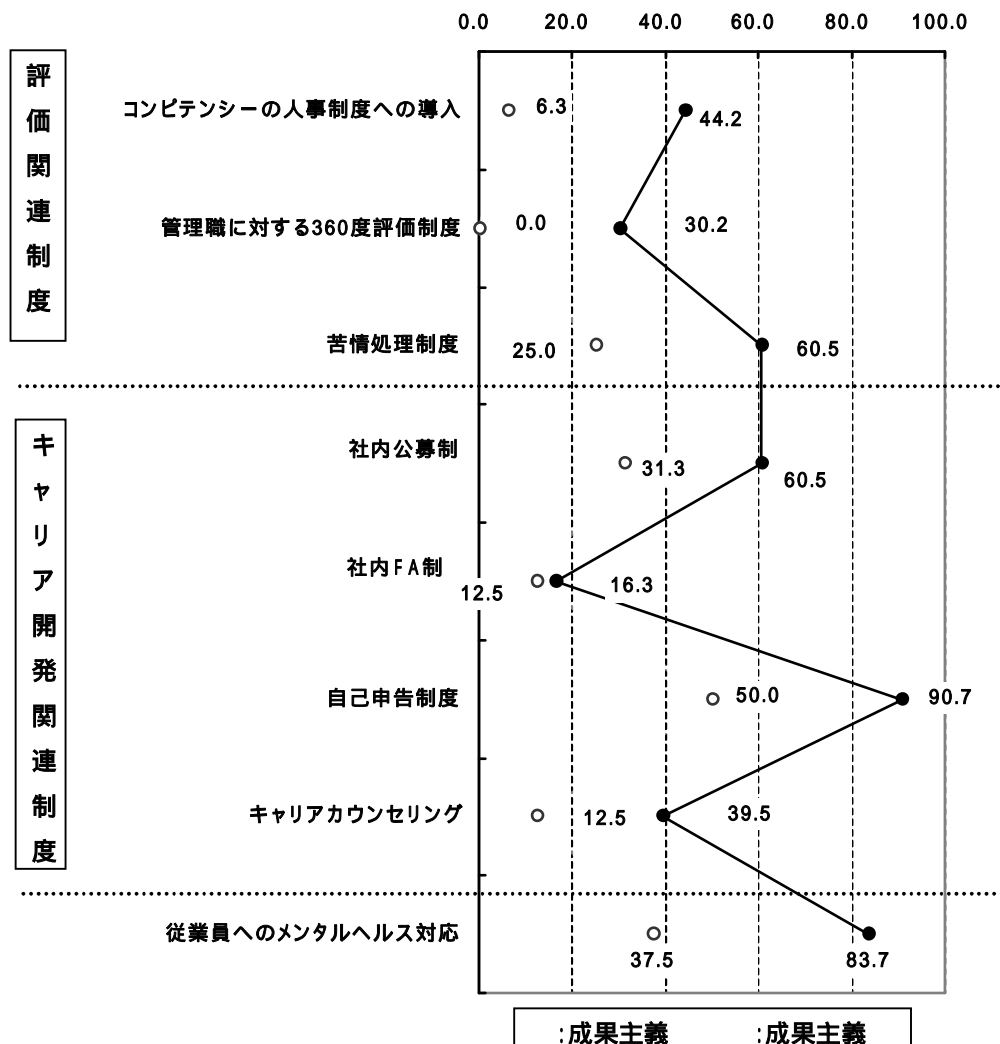 0.0 20.0 40.0 60.0 80.0 100.0
評価関連制度
コンピテンシーの人事制度への導入 6.3 44.2
管理職に対する360度評価制度 0.0 30.2
苦情処理制度 25.0 60.5
キャリア開発関連制度
社内公募制 31.3 60.5
社内FA制 12.5 16.3
自己申告制度 50.0 90.7
キャリアカウンセリング 12.5 39.5
従業員へのメンタルヘルス対応 37.5 83.7
:成果主義 :成果主義